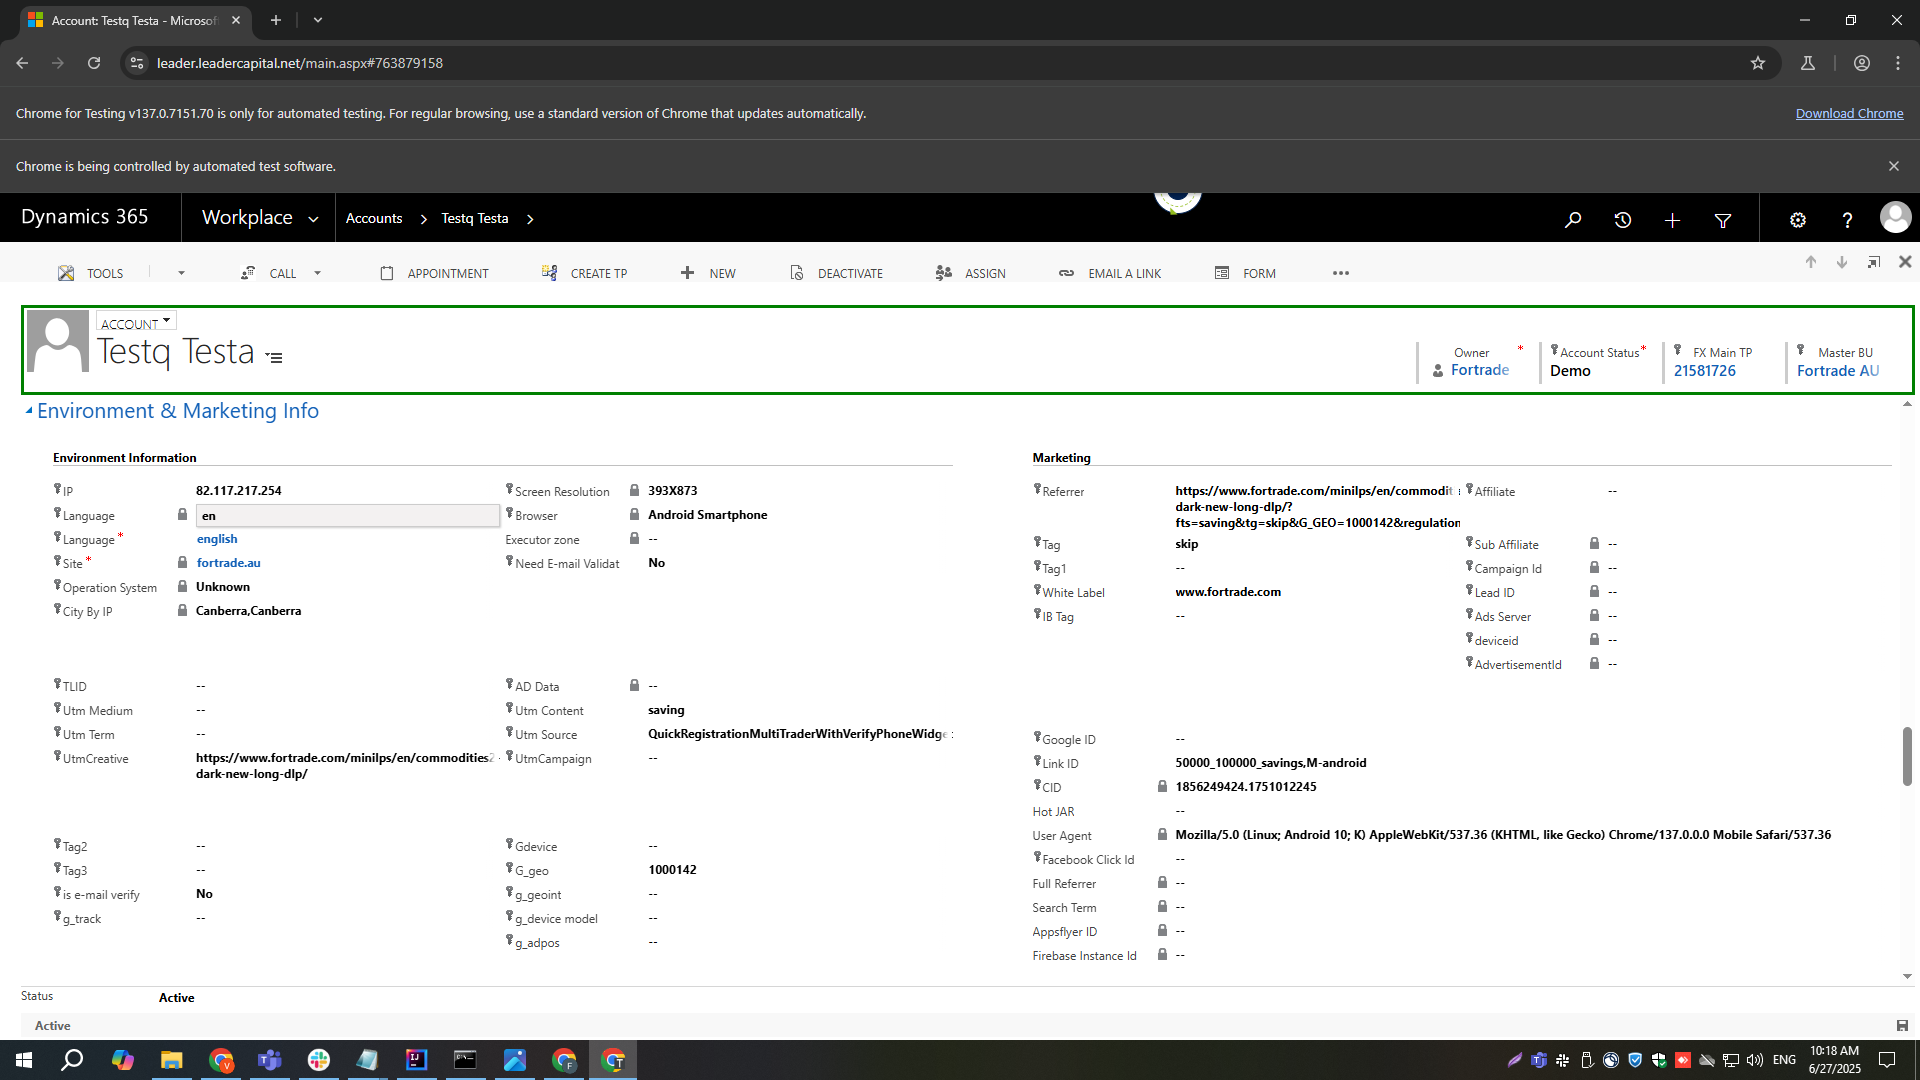 Account: Testq Testa - Microsof
leader.leadercapital.net/main.aspx#763879158
Chrome for Testing v137.0.7151.70 is only for automated testing. For regular browsing, use a standard version of Chrome that updates automatically.
Download Chrome
Chrome is being controlled by automated test software.
Dynamics 365
Workplace
Accounts
Testq Testa
TOOLS
CALL
APPOINTMENT
CREATE TP
NEW
DEACTIVATE
ASSIGN
EMAIL A LINK
FORM
ACCOUNT
Testq Testa
Owner *
Fortrade
Account Status*
Demo
FX Main TP
21581726
Master BU
Fortrade AU
Environment & Marketing Info
Environment Information
IP 82.117.217.254
Language en
Language * english
Site * fortrade.au
Operation System Unknown
City By IP Canberra,Canberra
Screen Resolution 393X873
Browser Android Smartphone
Executor zone --
Need E-mail Validat No
TLID --
Utm Medium --
Utm Term --
UtmCreative https://www.fortrade.com/minilps/en/commodities2-
dark-new-long-dlp/
AD Data --
Utm Content saving
Utm Source QuickRegistrationMultiTraderWithVerifyPhoneWidge
UtmCampaign --
Tag2 --
Tag3 --
is e-mail verify No
g_track --
Gdevice --
G_geo 1000142
g_geoint --
g_device model --
g_adpos --
Marketing
Referrer https://www.fortrade.com/minilps/en/commodit
dark-new-long-dlp/?
fts=saving&tg=skip&G_GEO=1000142&regulation
Tag skip
Tag1 --
White Label www.fortrade.com
IB Tag --
Affiliate --
Sub Affiliate --
Campaign Id --
Lead ID --
Ads Server --
deviceid --
AdvertisementId --
Google ID --
Link ID 50000_100000_savings,M-android
CID 1856249424.1751012245
Hot JAR --
User Agent Mozilla/5.0 (Linux; Android 10; K) AppleWebKit/537.36 (KHTML, like Gecko) Chrome/137.0.0.0 Mobile Safari/537.36
Facebook Click Id --
Full Referrer --
Search Term --
Appsflyer ID --
Firebase Instance Id --
Status Active
Active
ENG
10:18 AM
6/27/2025